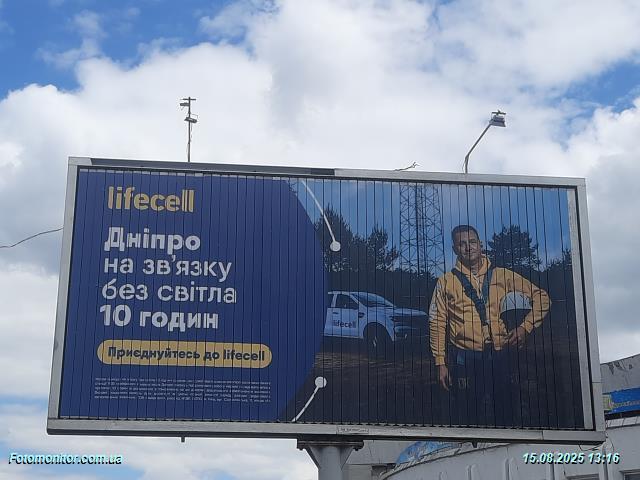 lifecell
Дніпро
на зв'язку
без світла
10 годин
Приєднуйтесь до lifecell
lifecell
Fotomonitor.com.ua
15.08.2025 13:16